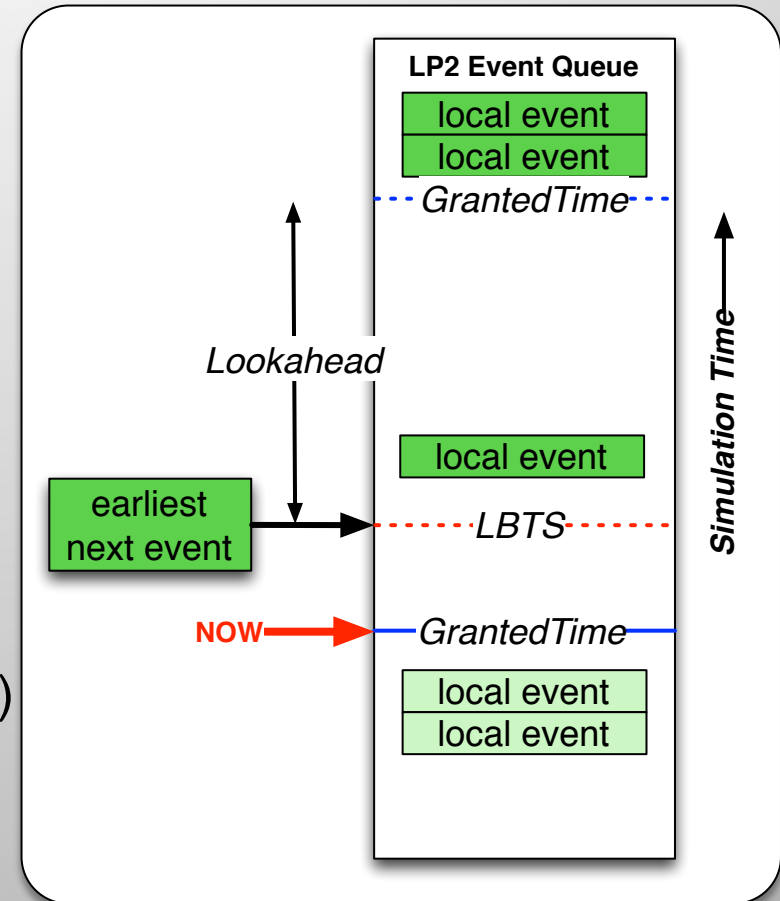 LP2 Event Queue
local event
local event
GrantedTime
Lookahead
Simulation Time
local event
earliest
next event
LBTS
NOW
GrantedTime
)
local event
local event